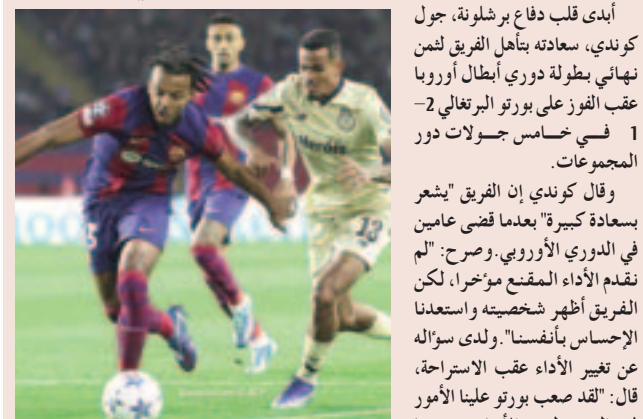 أبدى قلب دفاع برشلونة، جول
كوندي، سعادته بتأهل الفريق لثمن
نهائي بطولة دوري أبطال أوروبا
عقب الفوز على بورتو البرتغالي 2–
1 في خامس جولات دور
المجموعات.
وقال كوندي إن الفريق "يشعر
بسعادة كبيرة" بعدما قضى عامين
في الدوري الأوروبي.وصرح: "لم
نقدم الأداء المقنع مؤخرا، لكن
الفريق أظهر شخصيته واستعدنا
الإحساس بأنفسنا".ولدى سؤاله
عن تغيير الأداء عقب الاستراحة،
قال: "لقد صعب بورتو علينا الأمور
13